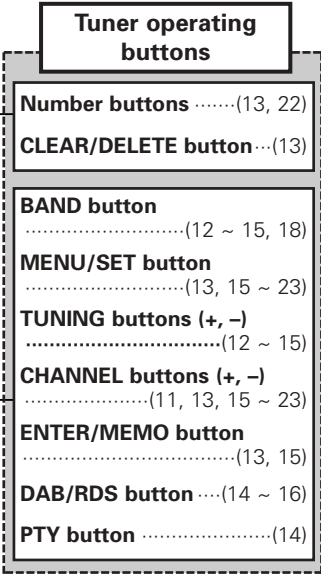 Tuner operating
buttons
Number buttons ·······(13, 22)
CLEAR/DELETE button···(13)
BAND button
···························(12 ~ 15, 18)
MENU/SET button
···························(13, 15 ~ 23)
TUNING buttons (+, –)
·································(12 ~ 15)
CHANNEL buttons (+, –)
·····················(11, 13, 15 ~ 23)
ENTER/MEMO button
···································(13, 15)
DAB/RDS button ····(14 ~ 16)
PTY button ······················(14)